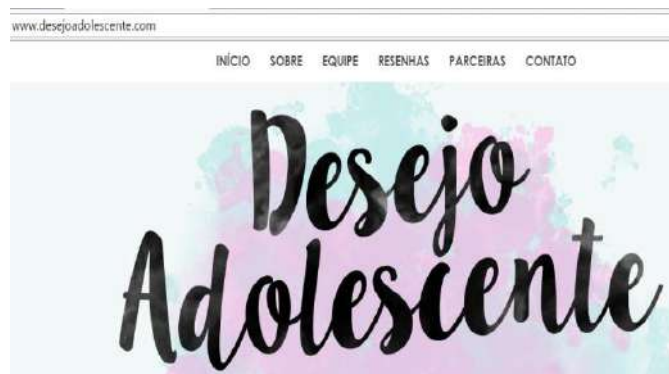 www.desejoadolescente.com
INÍCIO SOBRE EQUIPE RESENHAS PARCEIRAS CONTATO
Desejo
Adolescente